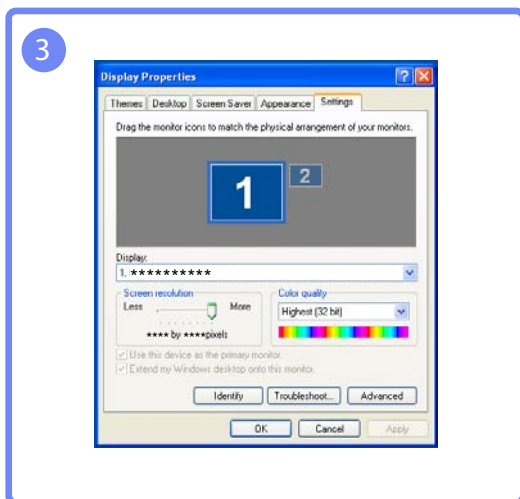 3
Display Properties
Themes Desktop Screen Saver Appearance Settings
Drag the monitor icons to match the physical arrangement of your monitors.
1 2
Display:
1. **********
Screen resolution Color quality
Less More Highest (32 bit)
**** by ****pixels
Use this device as the primary monitor.
Extend my Windows desktop onto this monitor.
Identify Troubleshoot... Advanced
OK Cancel Apply